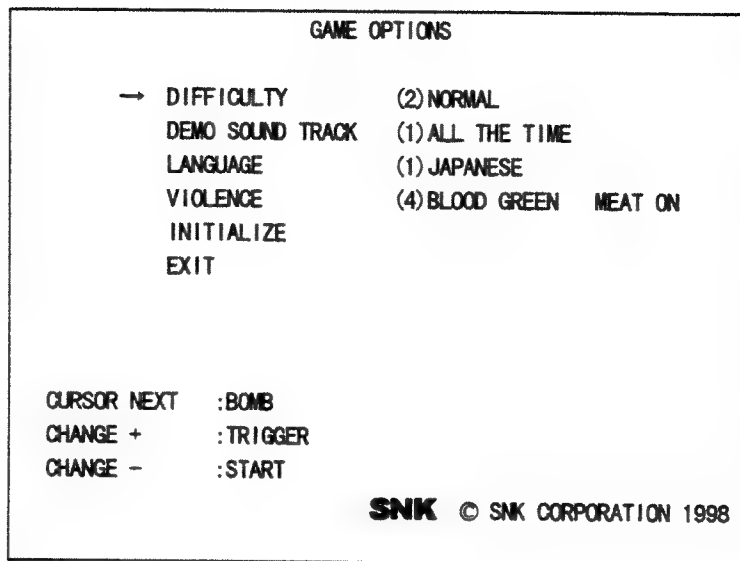 GAME OPTIONS
→ DIFFICULTY (2)NORMAL
DEMO SOUND TRACK (1)ALL THE TIME
LANGUAGE (1)JAPANESE
VIOLENCE (4)BLOOD GREEN MEAT ON
INITIALIZE
EXIT
CURSOR NEXT :BOMB
CHANGE + :TRIGGER
CHANGE - :START
SNK © SNK CORPORATION 1998